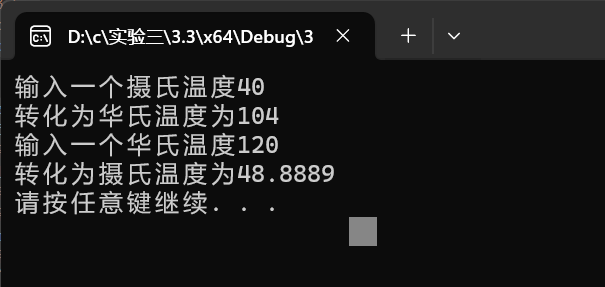 D:\c\实验三\3.3\x64\Debug\3
输入一个摄氏温度40
转化为华氏温度为104
输入一个华氏温度120
转化为摄氏温度为48.8889
请按任意键继续. . .